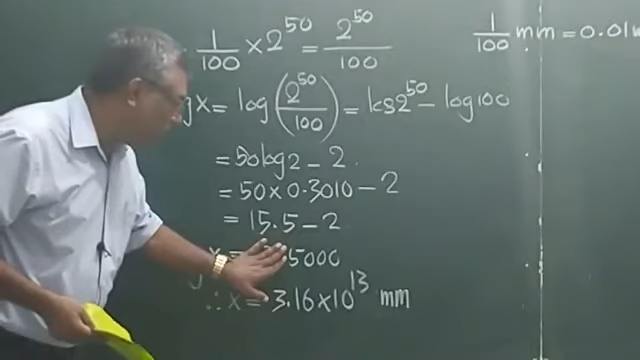 1/100 × 2^50 = 2^50/100
1/100 mm = 0.01
gx = log(2^50/100) = log2^50 − log100
= 50log2 − 2.
= 50×0.3010 − 2
= 15.5 − 2
5000
∴ x = 3.16×10^13 mm